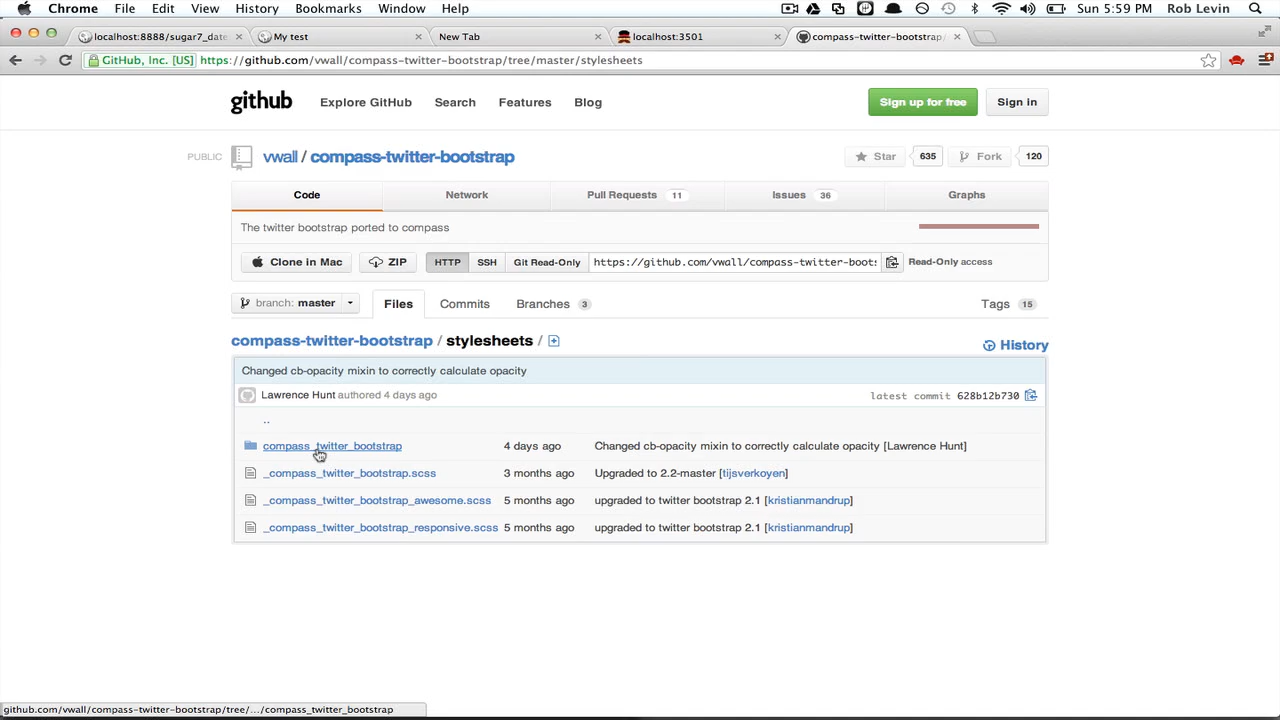 Chrome File Edit View History Bookmarks Window Help Sun 5:59 PM Rob Levin
localhost:8888/sugar7_date My test New Tab localhost:3501 compass-twitter-bootstrap/
GitHub, Inc. [US] https://github.com/vwall/compass-twitter-bootstrap/tree/master/stylesheets
github Explore GitHub Search Features Blog Sign up for free Sign in
PUBLIC vwall / compass-twitter-bootstrap Star 635 Fork 120
Code Network Pull Requests 11 Issues 36 Graphs
The twitter bootstrap ported to compass
Clone in Mac ZIP HTTP SSH Git Read-Only https://github.com/vwall/compass-twitter-boots: Read-Only access
branch: master Files Commits Branches 3 Tags 15
compass-twitter-bootstrap / stylesheets / History
Changed cb-opacity mixin to correctly calculate opacity
Lawrence Hunt authored 4 days ago latest commit 628b12b730
..
compass_twitter_bootstrap 4 days ago Changed cb-opacity mixin to correctly calculate opacity [Lawrence Hunt]
_compass_twitter_bootstrap.scss 3 months ago Upgraded to 2.2-master [tijsverkoyen]
_compass_twitter_bootstrap_awesome.scss 5 months ago upgraded to twitter bootstrap 2.1 [kristianmandrup]
_compass_twitter_bootstrap_responsive.scss 5 months ago upgraded to twitter bootstrap 2.1 [kristianmandrup]
github.com/vwall/compass-twitter-bootstrap/tree/.../compass_twitter_bootstrap